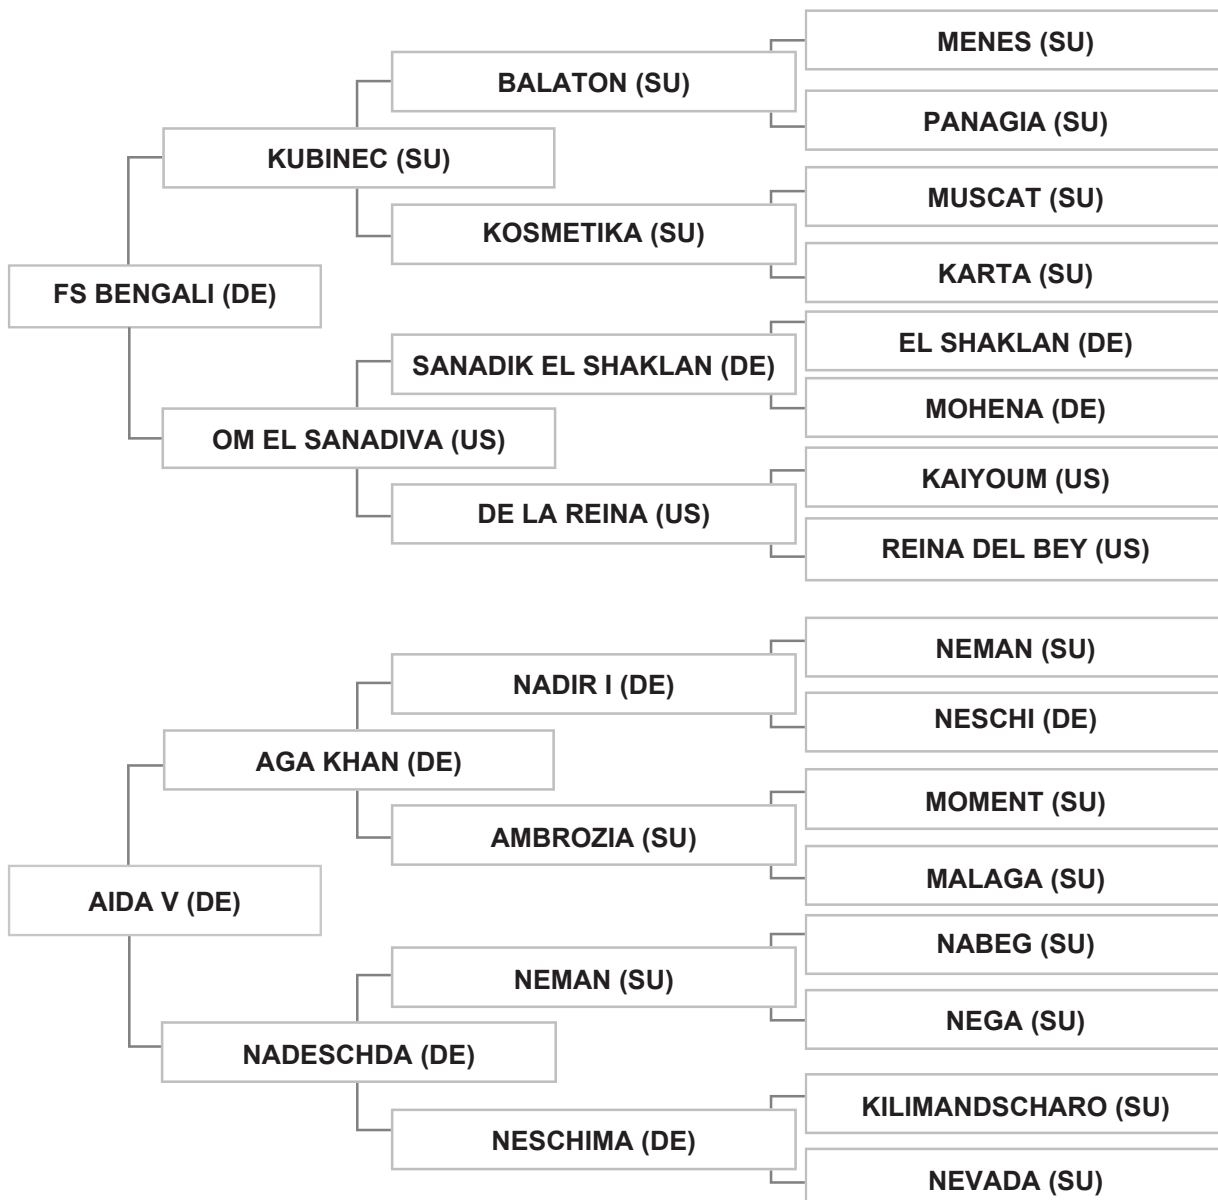 MENES (SU)
BALATON (SU)
PANAGIA (SU)
KUBINEC (SU)
MUSCAT (SU)
KOSMETIKA (SU)
KARTA (SU)
FS BENGALI (DE)
EL SHAKLAN (DE)
SANADIK EL SHAKLAN (DE)
MOHENA (DE)
OM EL SANADIVA (US)
KAIYOUM (US)
DE LA REINA (US)
REINA DEL BEY (US)
NEMAN (SU)
NADIR I (DE)
NESCHI (DE)
AGA KHAN (DE)
MOMENT (SU)
AMBROZIA (SU)
MALAGA (SU)
AIDA V (DE)
NABEG (SU)
NEMAN (SU)
NEGA (SU)
NADESCHDA (DE)
KILIMANDSCHARO (SU)
NESCHIMA (DE)
NEVADA (SU)